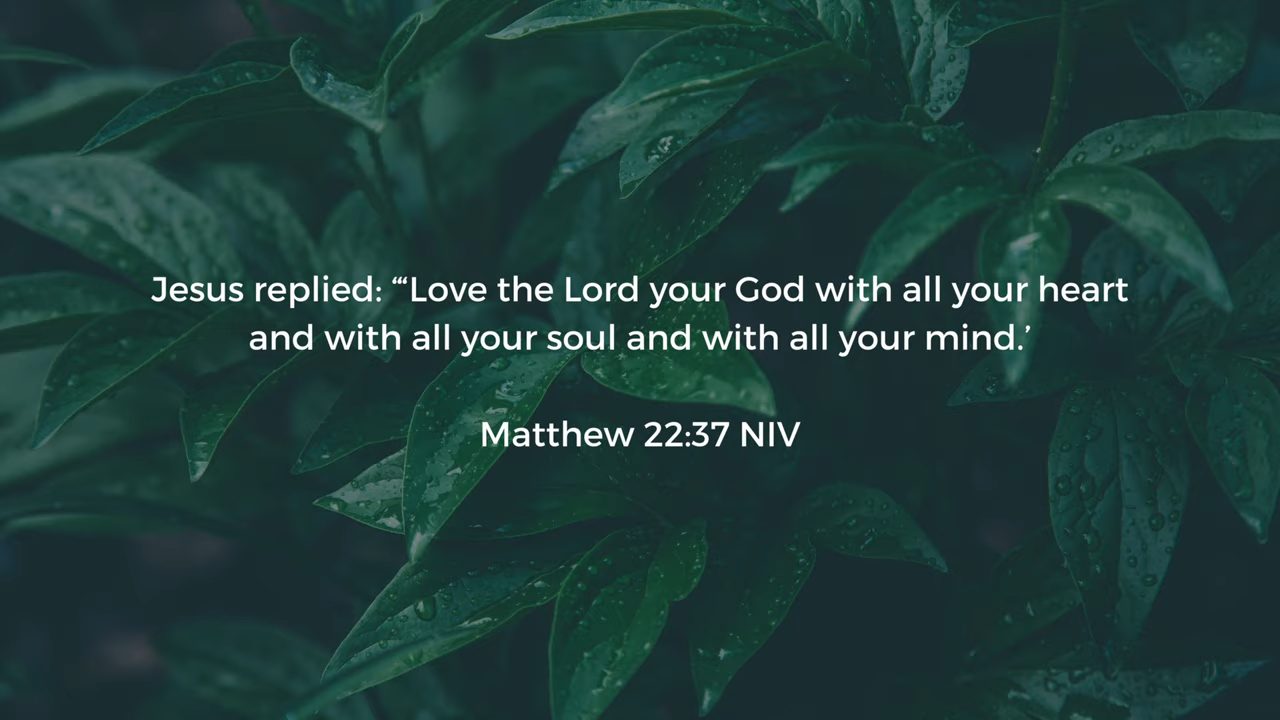 Jesus replied: “‘Love the Lord your God with all your heart
and with all your soul and with all your mind.’
Matthew 22:37 NIV